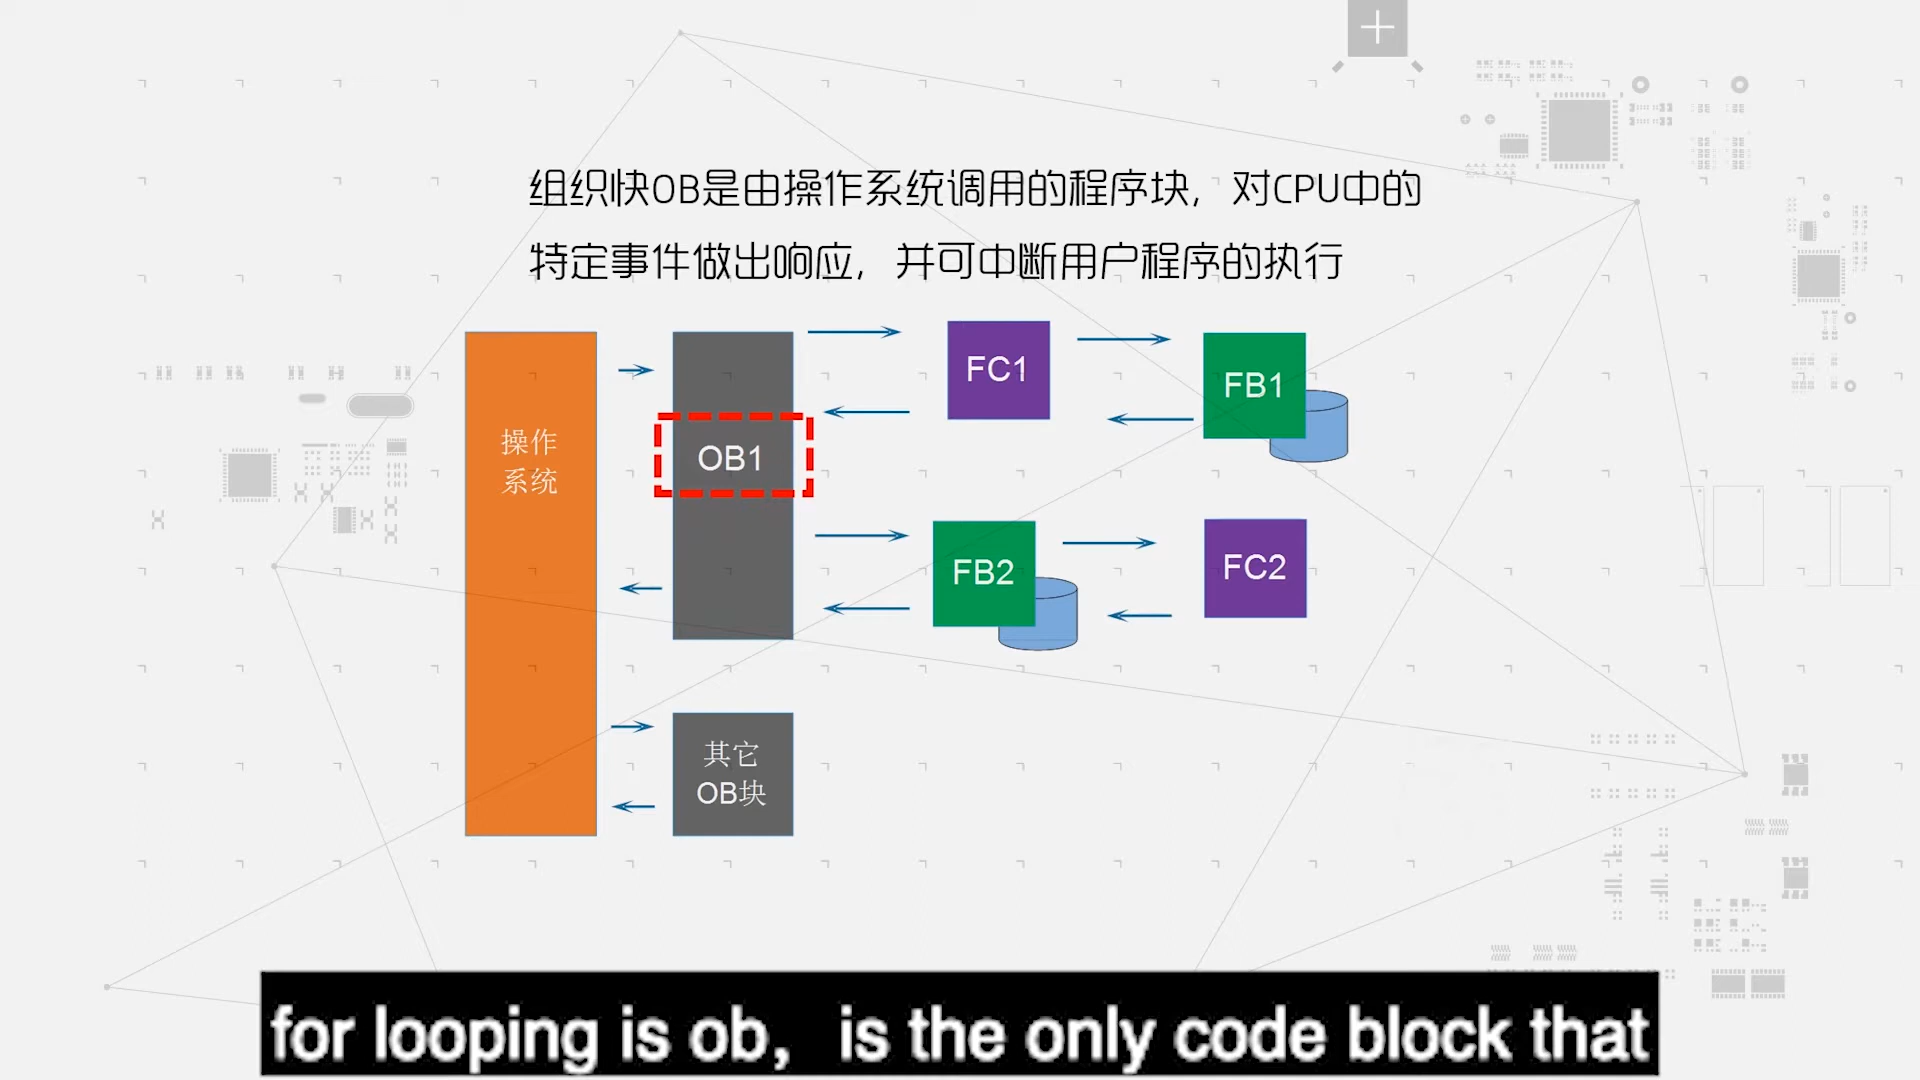 组织快OB是由操作系统调用的程序块，对CPU中的
特定事件做出响应，并可中断用户程序的执行
操作
系统
OB1
FC1
FB1
FB2
FC2
其它
OB块
for looping is ob，is the only code block that